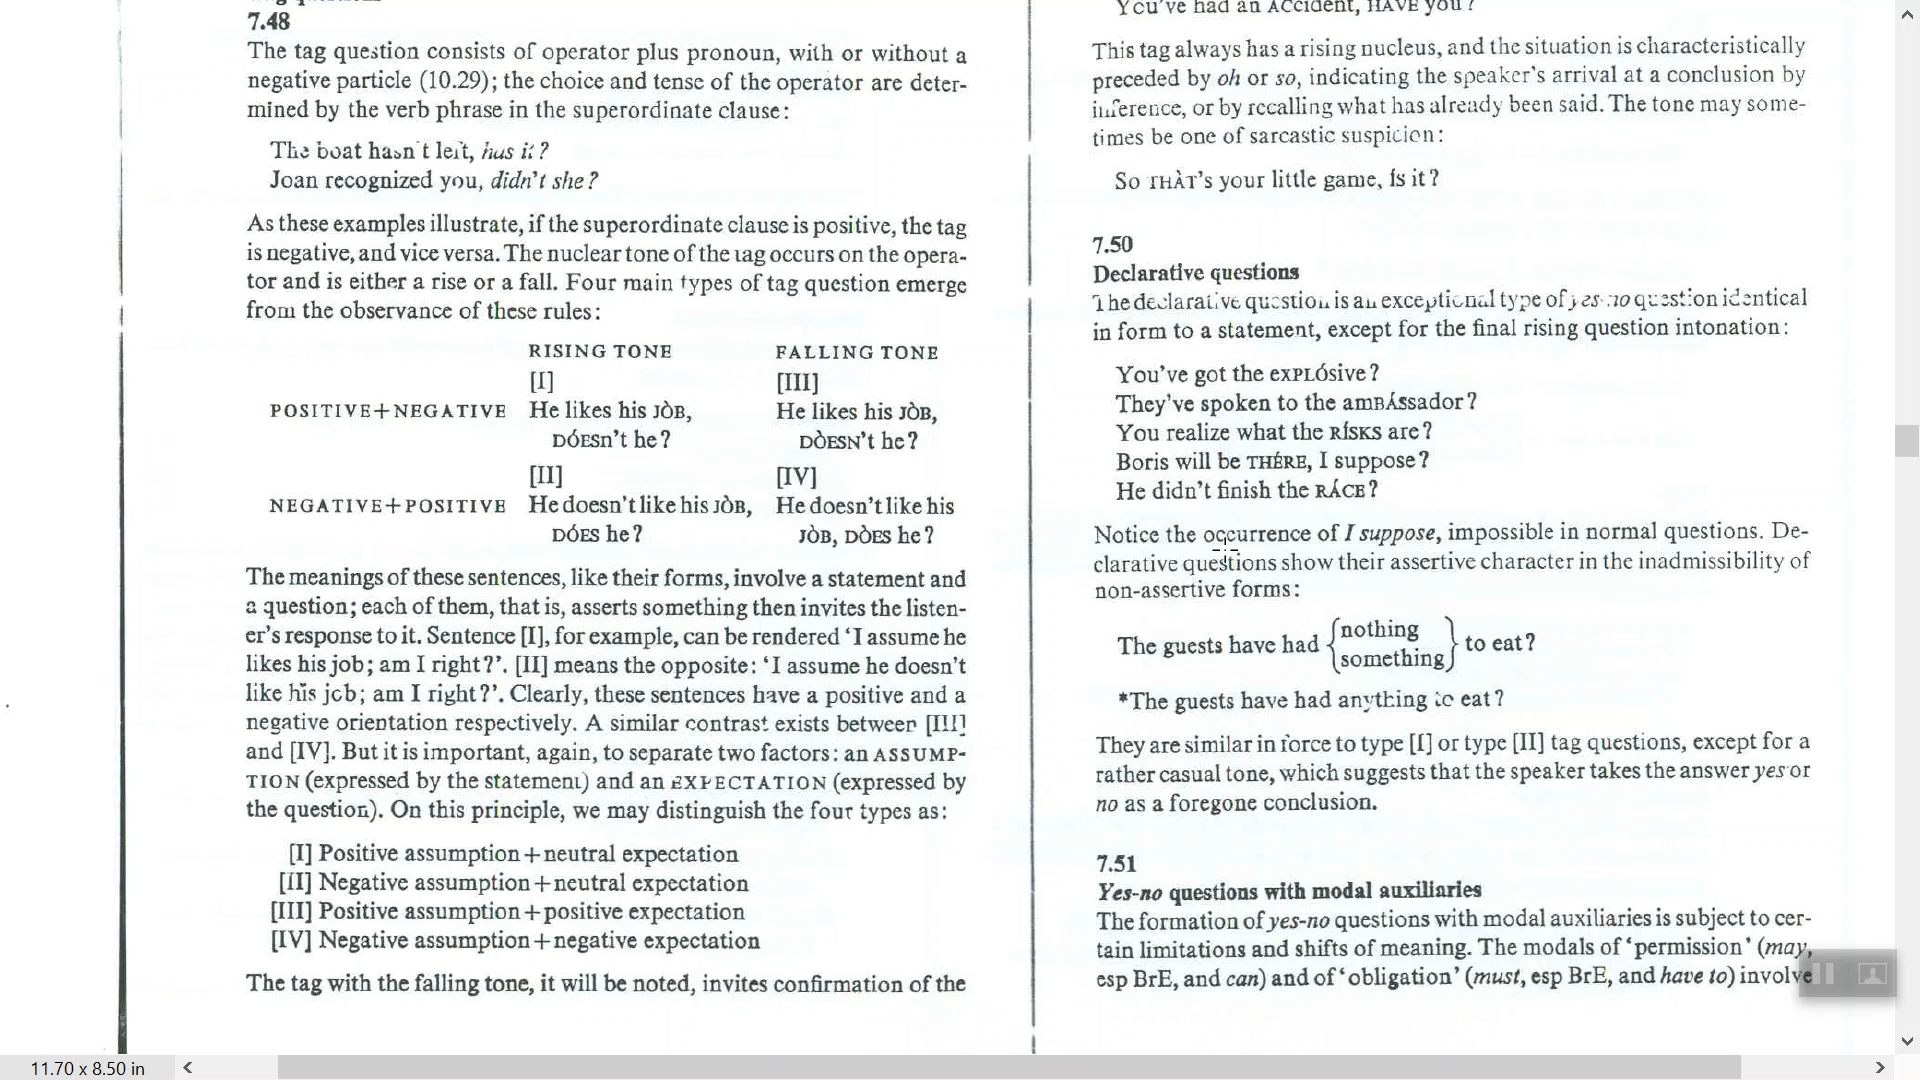 7.48
The tag question consists of operator plus pronoun, with or without a
negative particle (10.29); the choice and tense of the operator are deter-
mined by the verb phrase in the superordinate clause:
The boat hasn't left, has it?
Joan recognized you, didn't she?
As these examples illustrate, if the superordinate clause is positive, the tag
is negative, and vice versa. The nuclear tone of the tag occurs on the opera-
tor and is either a rise or a fall. Four main types of tag question emerge
from the observance of these rules:
RISING TONE FALLING TONE
[I] [III]
POSITIVE+NEGATIVE He likes his JÒB, He likes his JÒB,
DÓESn't he? DÒESN't he?
[II] [IV]
NEGATIVE+POSITIVE He doesn't like his JÒB, He doesn't like his
DÓES he? JÒB, DÒES he?
The meanings of these sentences, like their forms, involve a statement and
a question; each of them, that is, asserts something then invites the listen-
er's response to it. Sentence [I], for example, can be rendered 'I assume he
likes his job; am I right?'. [II] means the opposite: 'I assume he doesn't
like his job; am I right?'. Clearly, these sentences have a positive and a
negative orientation respectively. A similar contrast exists between [III]
and [IV]. But it is important, again, to separate two factors: an ASSUMP-
TION (expressed by the statement) and an EXPECTATION (expressed by
the question). On this principle, we may distinguish the four types as:
[I] Positive assumption+neutral expectation
[II] Negative assumption+neutral expectation
[III] Positive assumption+positive expectation
[IV] Negative assumption+negative expectation
The tag with the falling tone, it will be noted, invites confirmation of the
You've had an ACCident, HAVE you?
This tag always has a rising nucleus, and the situation is characteristically
preceded by oh or so, indicating the speaker's arrival at a conclusion by
inference, or by recalling what has already been said. The tone may some-
times be one of sarcastic suspicion:
So THÀT's your little game, ís it?
7.50
Declarative questions
The declarative question is an exceptional type of yes-no question identical
in form to a statement, except for the final rising question intonation:
You've got the exPLÓsive?
They've spoken to the amBÁssador?
You realize what the RÍSKS are?
Boris will be THÉRE, I suppose?
He didn't finish the RÁCE?
Notice the occurrence of I suppose, impossible in normal questions. De-
clarative questions show their assertive character in the inadmissibility of
non-assertive forms:
The guests have had {nothing
something} to eat?
*The guests have had anything to eat?
They are similar in force to type [I] or type [II] tag questions, except for a
rather casual tone, which suggests that the speaker takes the answer yes or
no as a foregone conclusion.
7.51
Yes-no questions with modal auxiliaries
The formation of yes-no questions with modal auxiliaries is subject to cer-
tain limitations and shifts of meaning. The modals of 'permission' (may,
esp BrE, and can) and of 'obligation' (must, esp BrE, and have to) involve
11.70 x 8.50 in